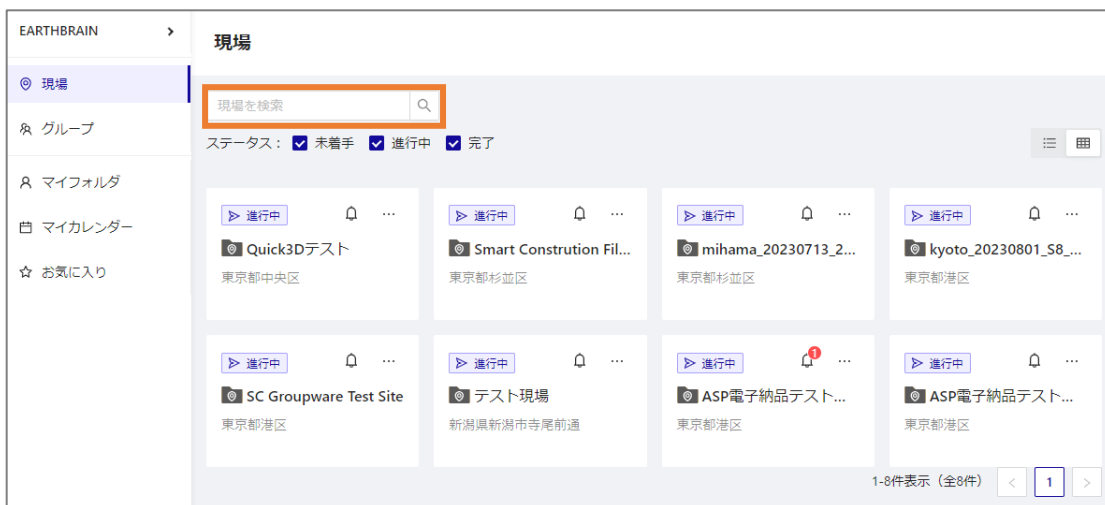 EARTHBRAIN
現場
現場
グループ
マイフォルダ
マイカレンダー
お気に入り
現場を検索
ステータス： 未着手 進行中 完了
進行中
Quick3Dテスト
東京都中央区
進行中
Smart Constrution Fil...
東京都杉並区
進行中
mihama_20230713_2...
東京都杉並区
進行中
kyoto_20230801_S8_...
東京都港区
進行中
SC Groupware Test Site
東京都港区
進行中
テスト現場
新潟県新潟市寺尾前通
進行中
1
ASP電子納品テスト...
東京都港区
進行中
ASP電子納品テスト...
東京都港区
1-8件表示（全8件） < 1 >